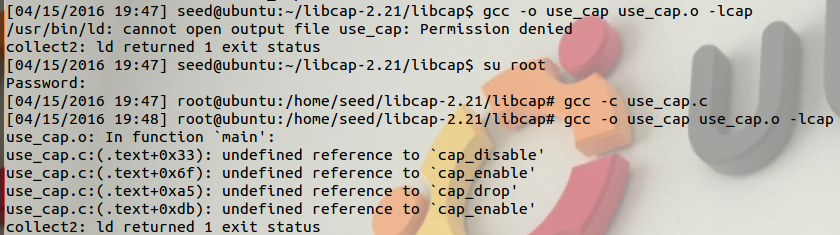 [04/15/2016 19:47] seed@ubuntu:~/libcap-2.21/libcap$ gcc -o use_cap use_cap.o -lcap
/usr/bin/ld: cannot open output file use_cap: Permission denied
collect2: ld returned 1 exit status
[04/15/2016 19:47] seed@ubuntu:~/libcap-2.21/libcap$ su root
Password:
[04/15/2016 19:47] root@ubuntu:/home/seed/libcap-2.21/libcap# gcc -c use_cap.c
[04/15/2016 19:48] root@ubuntu:/home/seed/libcap-2.21/libcap# gcc -o use_cap use_cap.o -lcap
use_cap.o: In function `main':
use_cap.c:(.text+0x33): undefined reference to `cap_disable'
use_cap.c:(.text+0x6f): undefined reference to `cap_enable'
use_cap.c:(.text+0xa5): undefined reference to `cap_drop'
use_cap.c:(.text+0xdb): undefined reference to `cap_enable'
collect2: ld returned 1 exit status